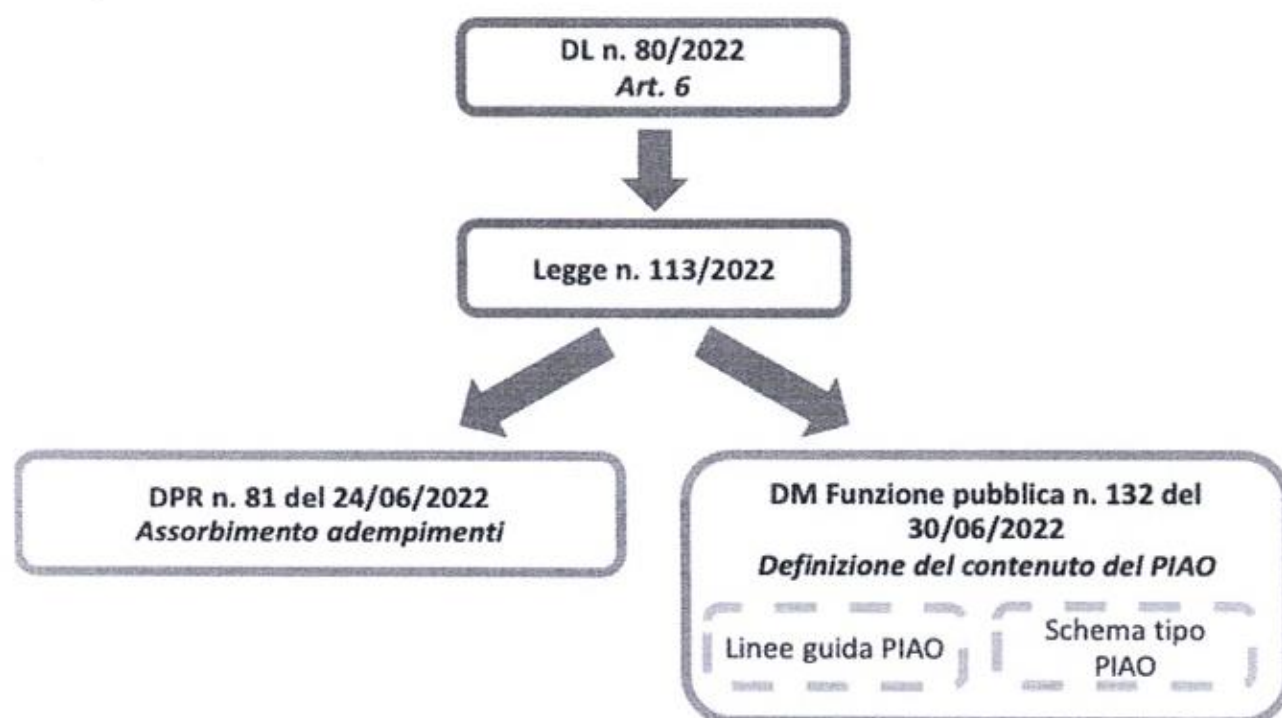 DL n. 80/2022
Art. 6
Legge n. 113/2022
DPR n. 81 del 24/06/2022
Assorbimento adempimenti
DM Funzione pubblica n. 132 del
30/06/2022
Definizione del contenuto del PIAO
Linee guida PIAO
Schema tipo
PIAO